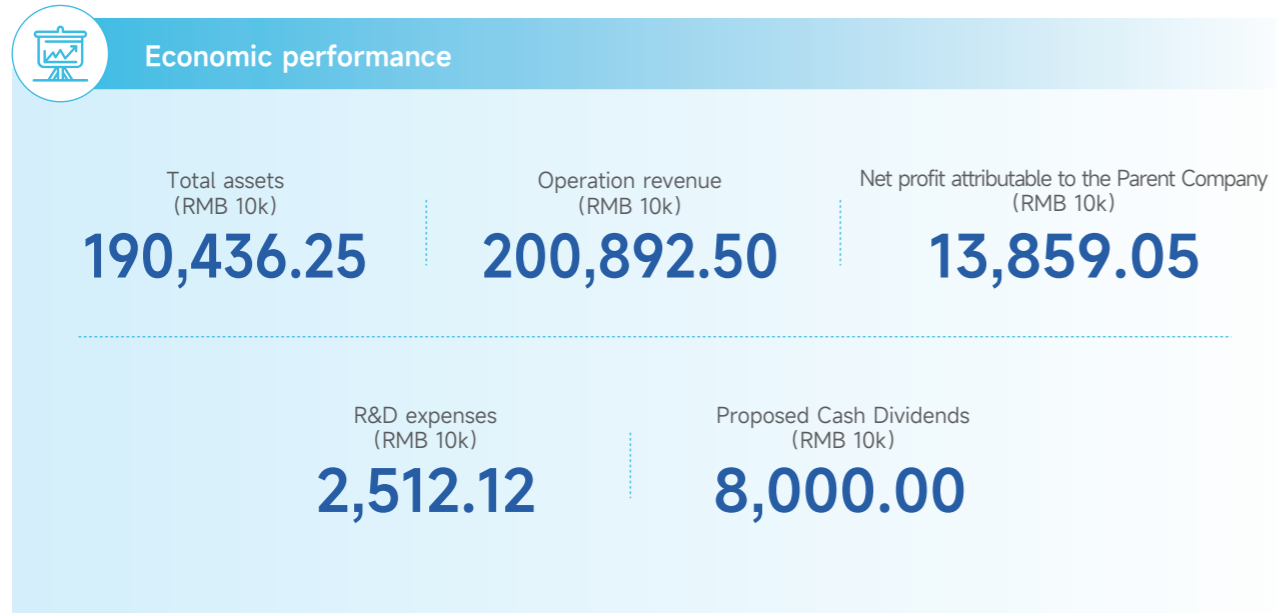 Economic performance
Total assets
(RMB 10k)
190,436.25
Operation revenue
(RMB 10k)
200,892.50
Net profit attributable to the Parent Company
(RMB 10k)
13,859.05
R&D expenses
(RMB 10k)
2,512.12
Proposed Cash Dividends
(RMB 10k)
8,000.00